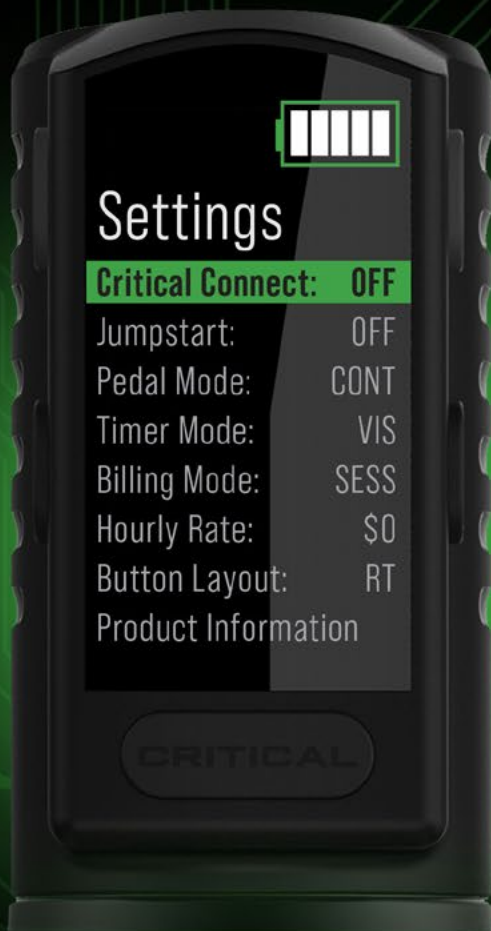 Settings
Critical Connect: OFF
Jumpstart: OFF
Pedal Mode: CONT
Timer Mode: VIS
Billing Mode: SESS
Hourly Rate: $0
Button Layout: RT
Product Information
CRITICAL